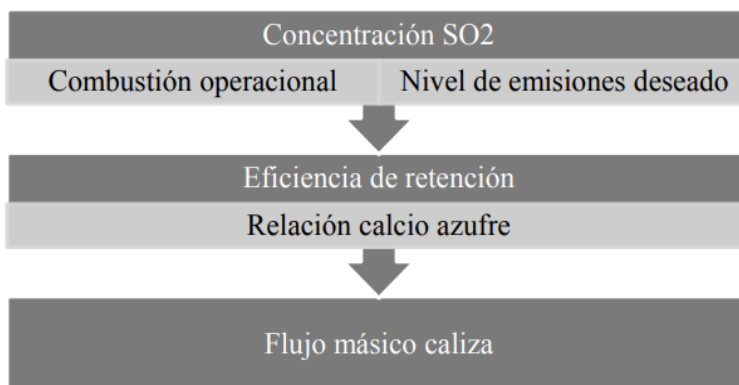 Concentración SO2
Combustión operacional
Nivel de emisiones deseado
Eficiencia de retención
Relación calcio azufre
Flujo másico caliza